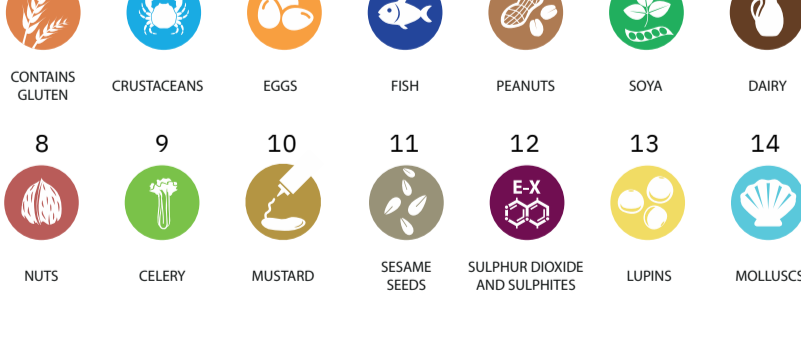 CONTAINS
GLUTEN
CRUSTACEANS
EGGS
FISH
PEANUTS
SOYA
DAIRY
8
9
10
11
12
13
14
E-X
NUTS
CELERY
MUSTARD
SESAME
SEEDS
SULPHUR DIOXIDE
AND SULPHITES
LUPINS
MOLLUSCS